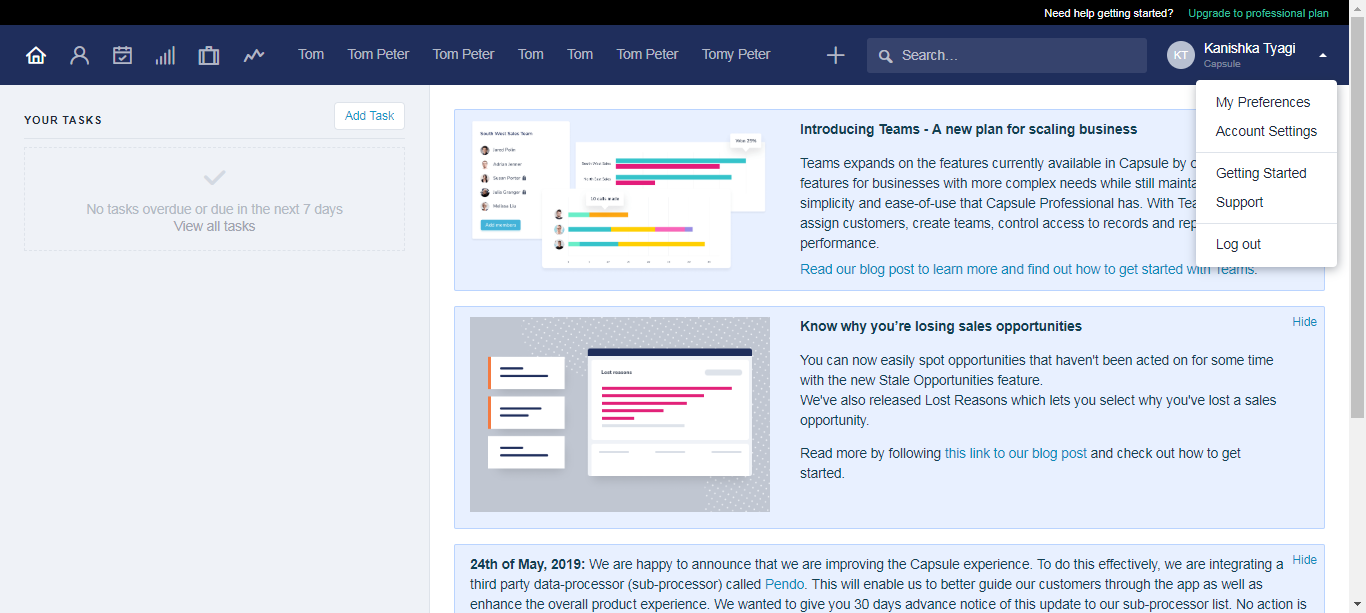 Need help getting started? Upgrade to professional plan
Tom Tom Peter Tom Peter Tom Tom Tom Peter Tomy Peter Search... KT Kanishka Tyagi
Capsule
My Preferences
Account Settings
Getting Started
Support
Log out
YOUR TASKS Add Task
No tasks overdue or due in the next 7 days
View all tasks
South West Sales Team
Jared Peter
Adrian Jenner
Susan Porter
Julie Granger
Melissa Liu
Add members
Won 25%
North West Sales
North East Sales
10 calls made
Introducing Teams - A new plan for scaling business
Teams expands on the features currently available in Capsule by
features for businesses with more complex needs while still
simplicity and ease-of-use that Capsule Professional has. With
assign customers, create teams, control access to records and
performance.
Read our blog post to learn more and find out how to get started with Teams.
Know why you’re losing sales opportunities Hide
Lost reasons
You can now easily spot opportunities that haven't been acted on for some time
with the new Stale Opportunities feature.
We've also released Lost Reasons which lets you select why you've lost a sales
opportunity.
Read more by following this link to our blog post and check out how to get
started.
24th of May, 2019: We are happy to announce that we are improving the Capsule experience. To do this effectively, we are integrating a Hide
third party data-processor (sub-processor) called Pendo. This will enable us to better guide our customers through the app as well as
enhance the overall product experience. We wanted to give you 30 days advance notice of this update to our sub-processor list. No action is